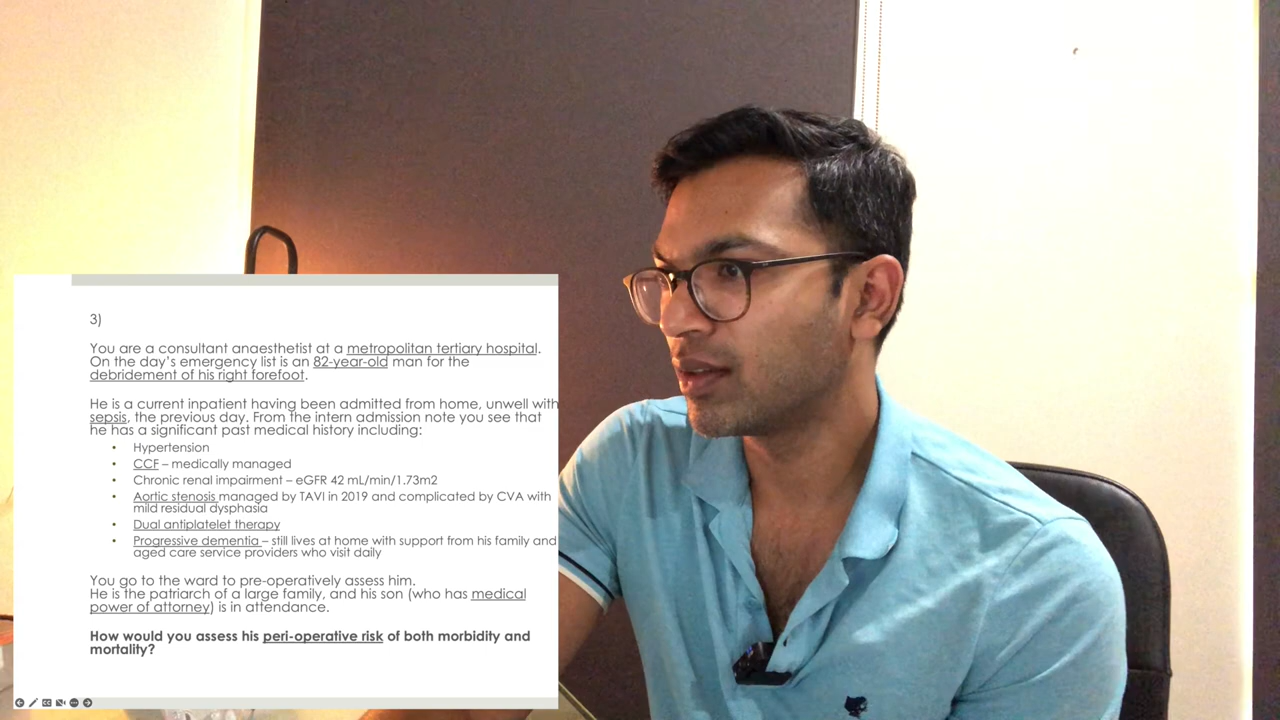 3)
You are a consultant anaesthetist at a metropolitan tertiary hospital.
On the day's emergency list is an 82-year-old man for the
debridement of his right forefoot.
He is a current inpatient having been admitted from home, unwell with
sepsis, the previous day. From the intern admission note you see that
he has a significant past medical history including:
• Hypertension
• CCF – medically managed
• Chronic renal impairment – eGFR 42 mL/min/1.73m2
• Aortic stenosis managed by TAVI in 2019 and complicated by CVA with
mild residual dysphasia
• Dual antiplatelet therapy
• Progressive dementia – still lives at home with support from his family and
aged care service providers who visit daily
You go to the ward to pre-operatively assess him.
He is the patriarch of a large family, and his son (who has medical
power of attorney) is in attendance.
How would you assess his peri-operative risk of both morbidity and
mortality?